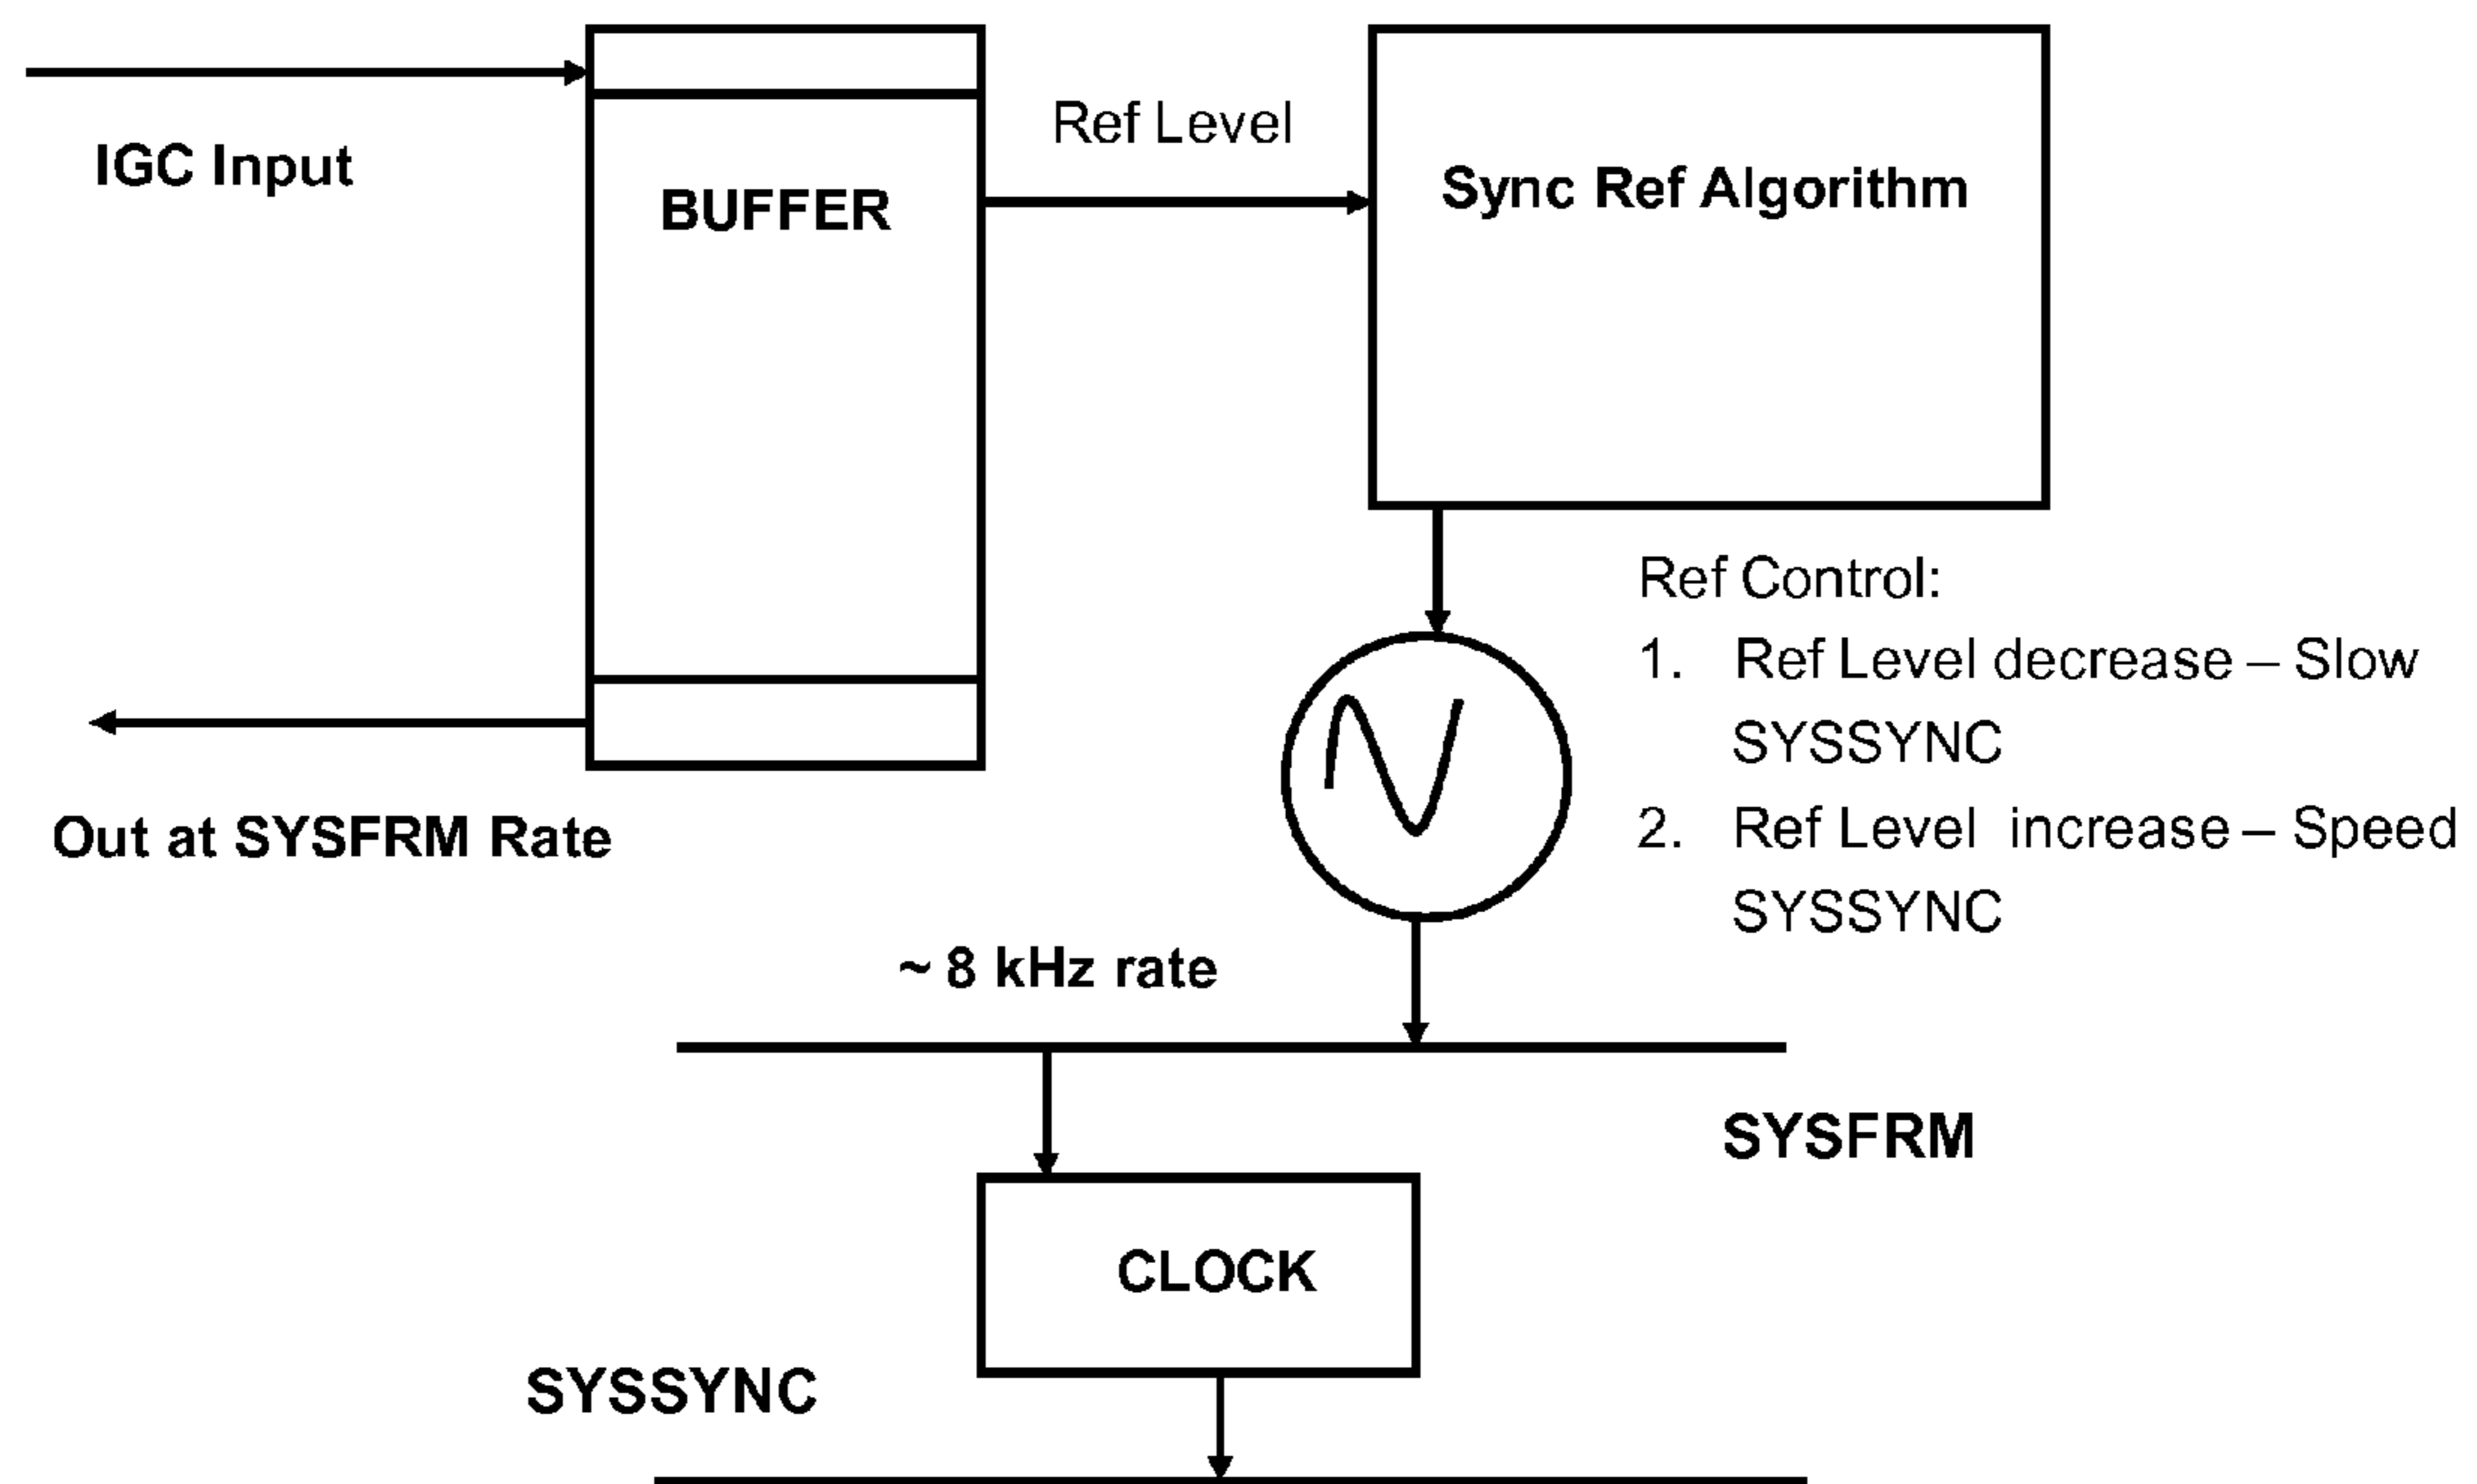 IGC Input
BUFFER
Ref Level
Sync Ref Algorithm
Ref Control:
1. Ref Level decrease – Slow
SYSSYNC
2. Ref Level increase – Speed
SYSSYNC
Out at SYSFRM Rate
~ 8 kHz rate
SYSFRM
CLOCK
SYSSYNC